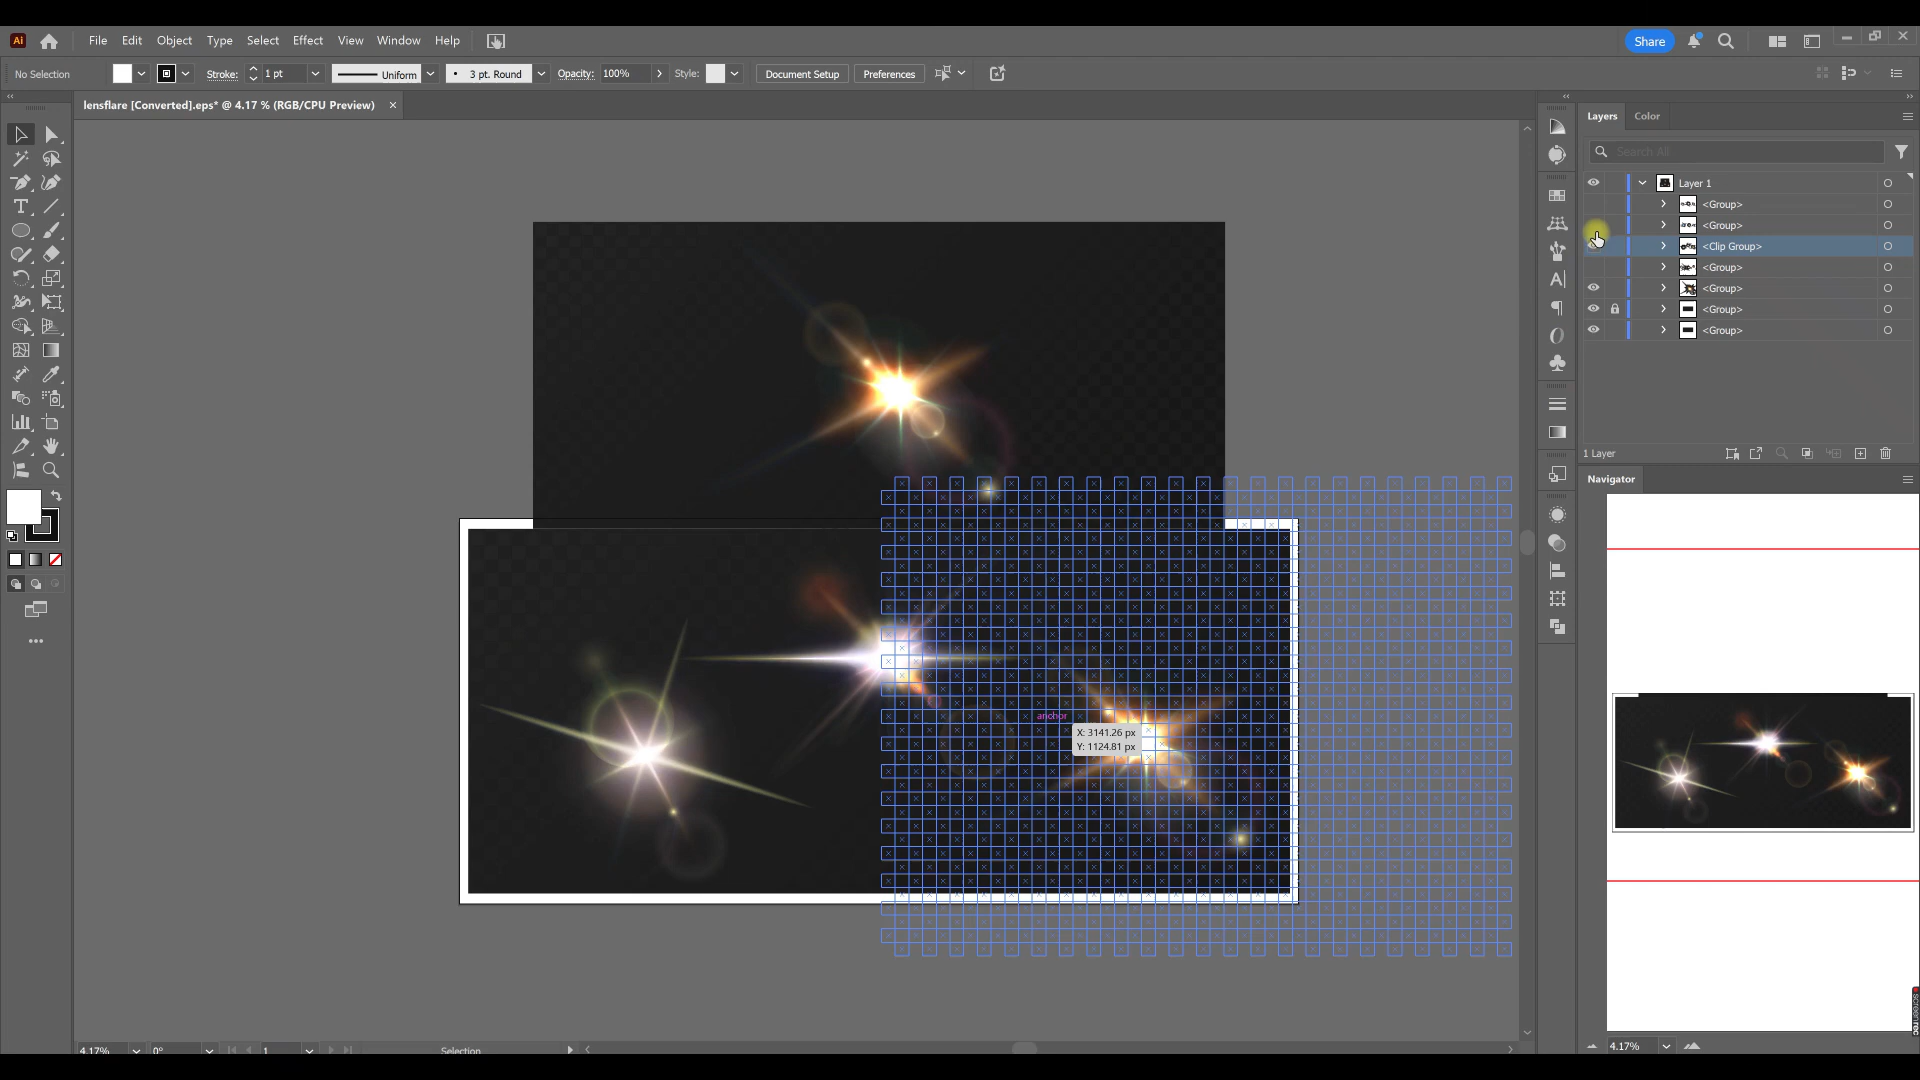 Ai File Edit Object Type Select Effect View Window Help Share
No Selection Stroke: 1 pt Uniform 3 pt. Round Opacity: 100% Style: Document Setup Preferences
lensflare [Converted].eps* @ 4.17 % (RGB/CPU Preview)
Layers Color
Search All
Layer 1
<Group>
<Group>
<Clip Group>
<Group>
<Group>
<Group>
<Group>
1 Layer
Navigator
anchor
X: 3141.26 px
Y: 1124.81 px
4.17% 0° 1 Selection
4.17%